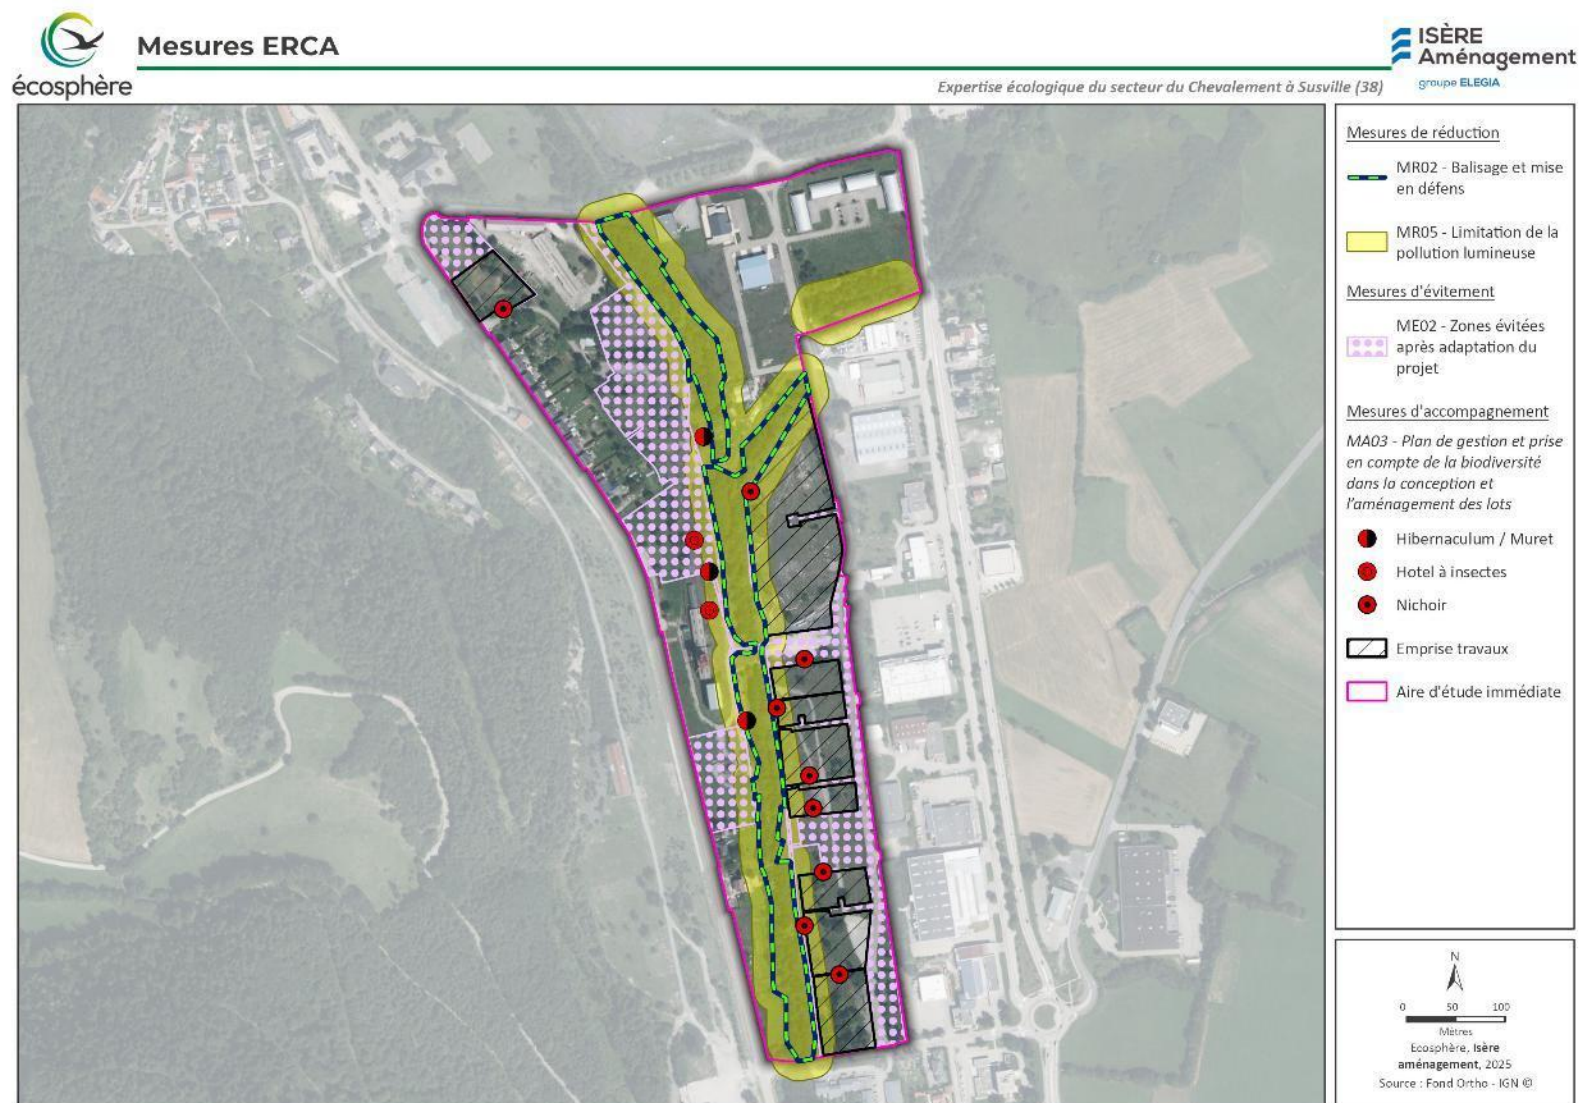 Mesures ERCA
écosphère
Expertise écologique du secteur du Chevalement à Susville (38)
ISÈRE
Aménagement
groupe ELEGIA
Mesures de réduction
MR02 - Balisage et mise
en défens
MR05 - Limitation de la
pollution lumineuse
Mesures d'évitement
ME02 - Zones évitées
après adaptation du
projet
Mesures d'accompagnement
MA03 - Plan de gestion et prise
en compte de la biodiversité
dans la conception et
l'aménagement des lots
Hibernaculum / Muret
Hotel à insectes
Nichoir
Emprise travaux
Aire d'étude immédiate
N
0 50 100
Mètres
Ecosphère, Isère
aménagement, 2025
Source : Fond Ortho - IGN ©